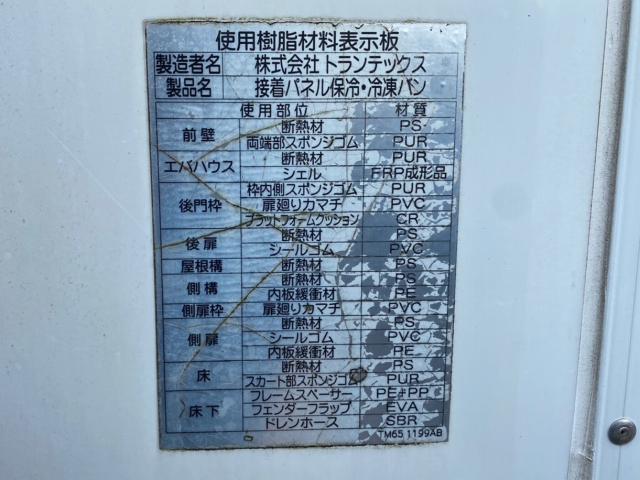 使用樹脂材料表示板
製造者名 株式会社 トランテックス
製品名 接着パネル保冷・冷凍バン
使用部位 材質
前壁 断熱材 PS
両端部スポンジゴム PUR
エバハウス 断熱材 PUR
シェル FRP成形品
後門枠 枠内側スポンジゴム PUR
扉廻りカマチ PVC
プラットフォームクッション CR
後扉 断熱材 PS
シールゴム PVC
屋根構 断熱材 PS
側構 断熱材 PS
内板緩衝材 PE
側扉枠 扉廻りカマチ PVC
側扉 断熱材 PS
シールゴム PVC
内板緩衝材 PE
床 断熱材 PS
スカート部スポンジゴム PUR
床下 フレームスペーサー PE+PP
フェンダーフラップ EVA
ドレンホース SBR
TM65 1199AB